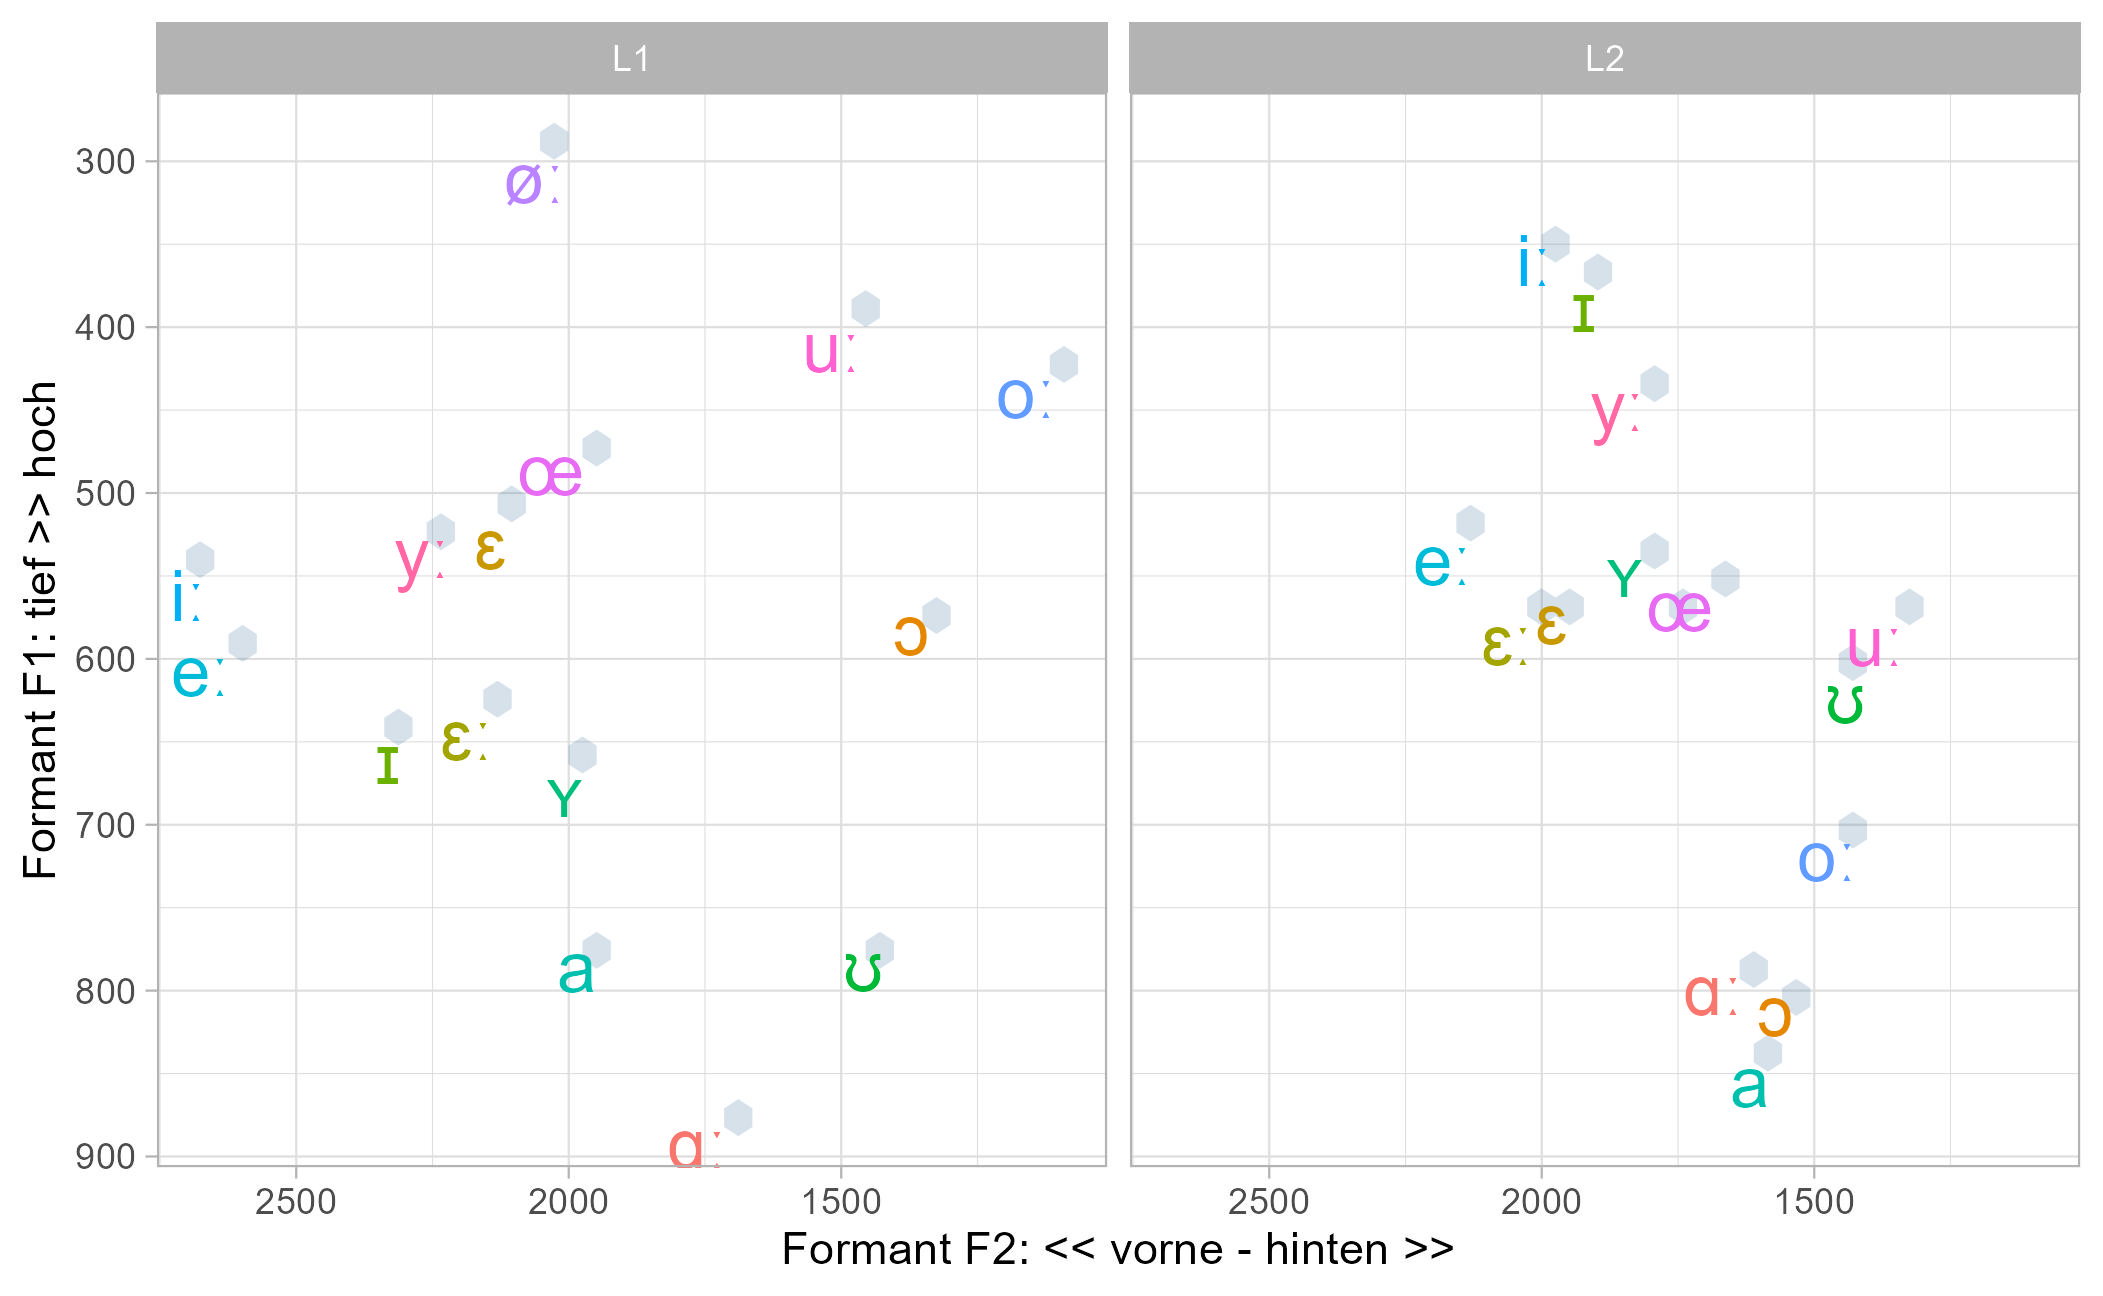 L1
L2
300
400
500
600
700
800
900
Formant F1: tief >> hoch
øː
uː
oː
œ
yː
ɛ
iː
ɔ
eː
ɪ
ɛː
ʏ
a
ʊ
ɑː
iː
ɪ
yː
eː
ʏ
ɛː
ɛ
œ
uː
ʊ
oː
ɑː
ɔ
a
2500
2000
1500
2500
2000
1500
Formant F2: << vorne - hinten >>